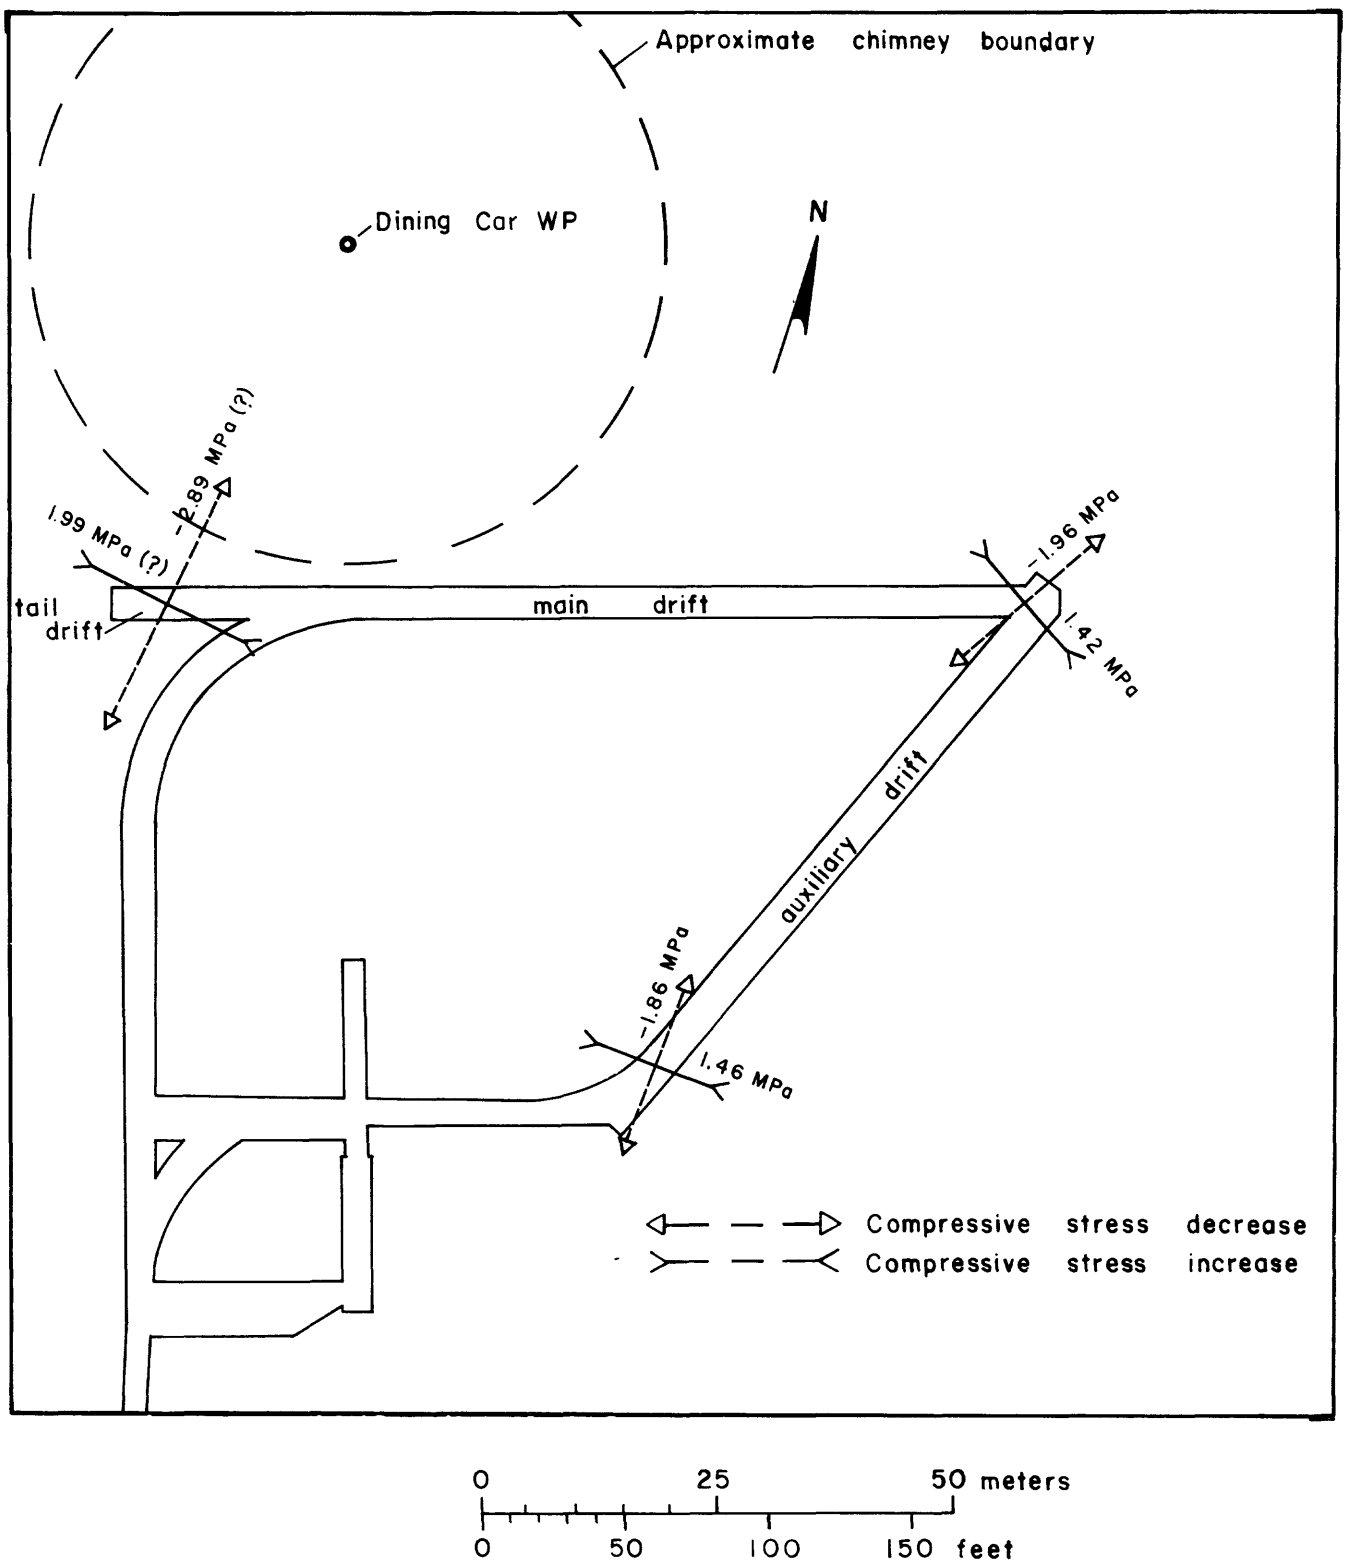 Approximate chimney boundary
Dining Car WP
N
-2.89 MPa (?)
1.99 MPa (?)
-1.96 MPa
1.42 MPa
tail
drift
main drift
auxiliary drift
-1.86 MPa
1.46 MPa
Compressive stress decrease
Compressive stress increase
0 25 50 meters
0 50 100 150 feet